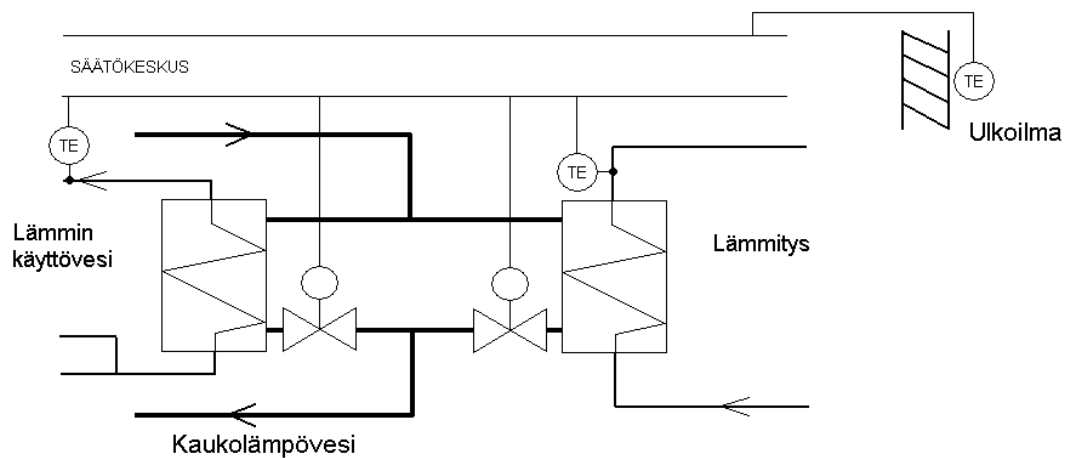 SÄÄTÖKESKUS
TE
Ulkoilma
TE
TE
Lämmin
käyttövesi
Lämmitys
Kaukolämpövesi